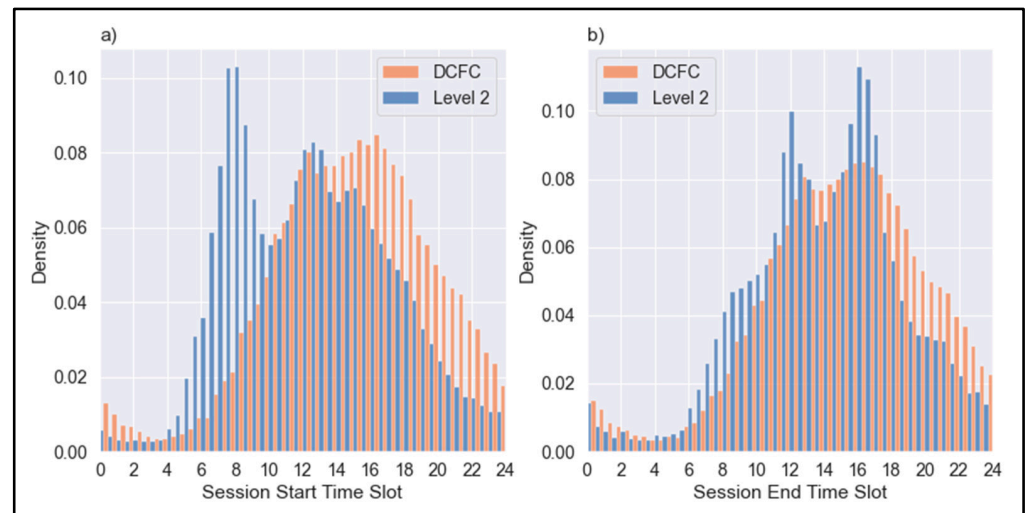 a)
DCFC
Level 2
0.10
0.08
0.06
0.04
0.02
0.00
Density
0 2 4 6 8 10 12 14 16 18 20 22 24
Session Start Time Slot
b)
DCFC
Level 2
0.10
0.08
0.06
0.04
0.02
0.00
Density
0 2 4 6 8 10 12 14 16 18 20 22 24
Session End Time Slot